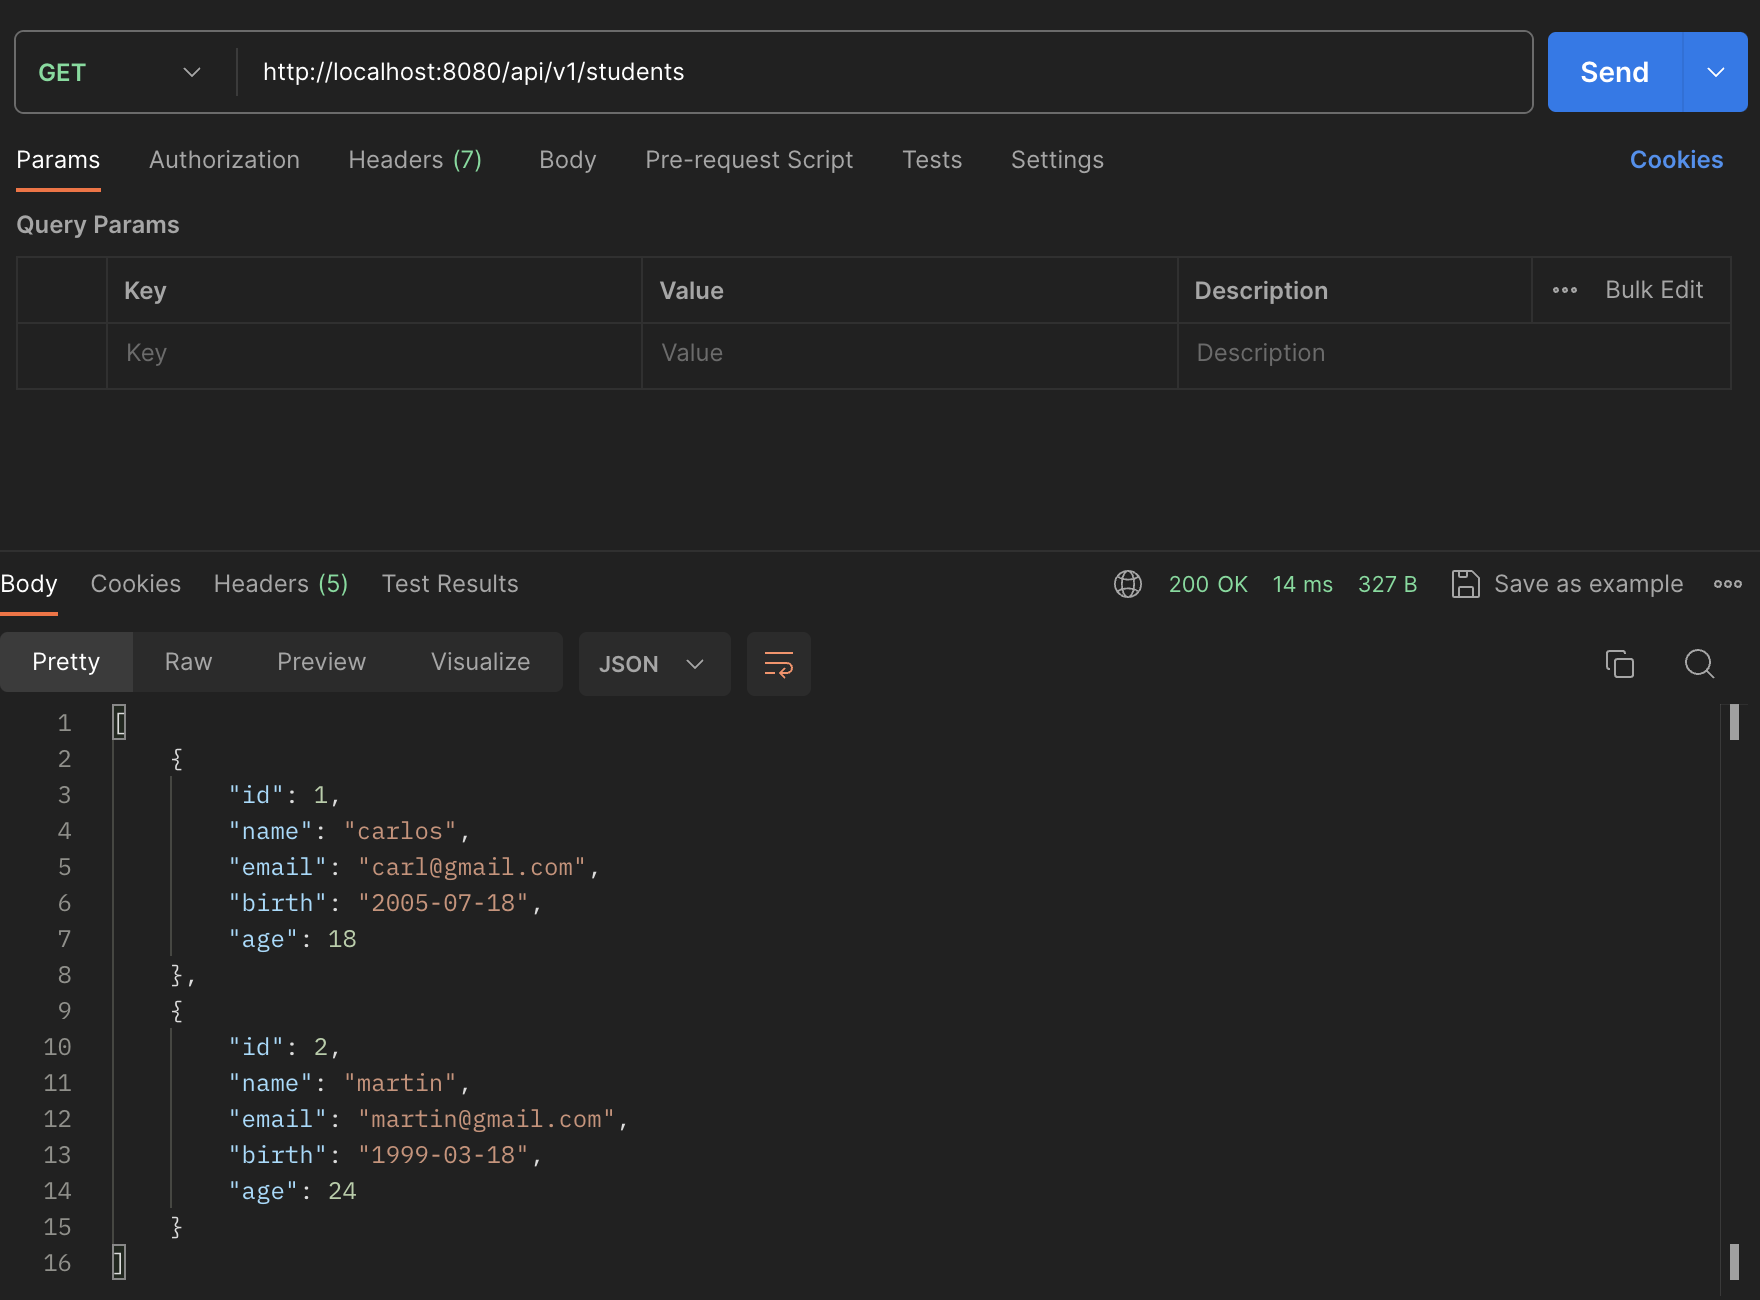 GET http://localhost:8080/api/v1/students Send
Params Authorization Headers (7) Body Pre-request Script Tests Settings Cookies
Query Params
Key Value Description Bulk Edit
Key Value Description
Body Cookies Headers (5) Test Results 200 OK 14 ms 327 B Save as example
Pretty Raw Preview Visualize JSON
1 [
2 {
3 "id": 1,
4 "name": "carlos",
5 "email": "carl@gmail.com",
6 "birth": "2005-07-18",
7 "age": 18
8 },
9 {
10 "id": 2,
11 "name": "martin",
12 "email": "martin@gmail.com",
13 "birth": "1999-03-18",
14 "age": 24
15 }
16 ]